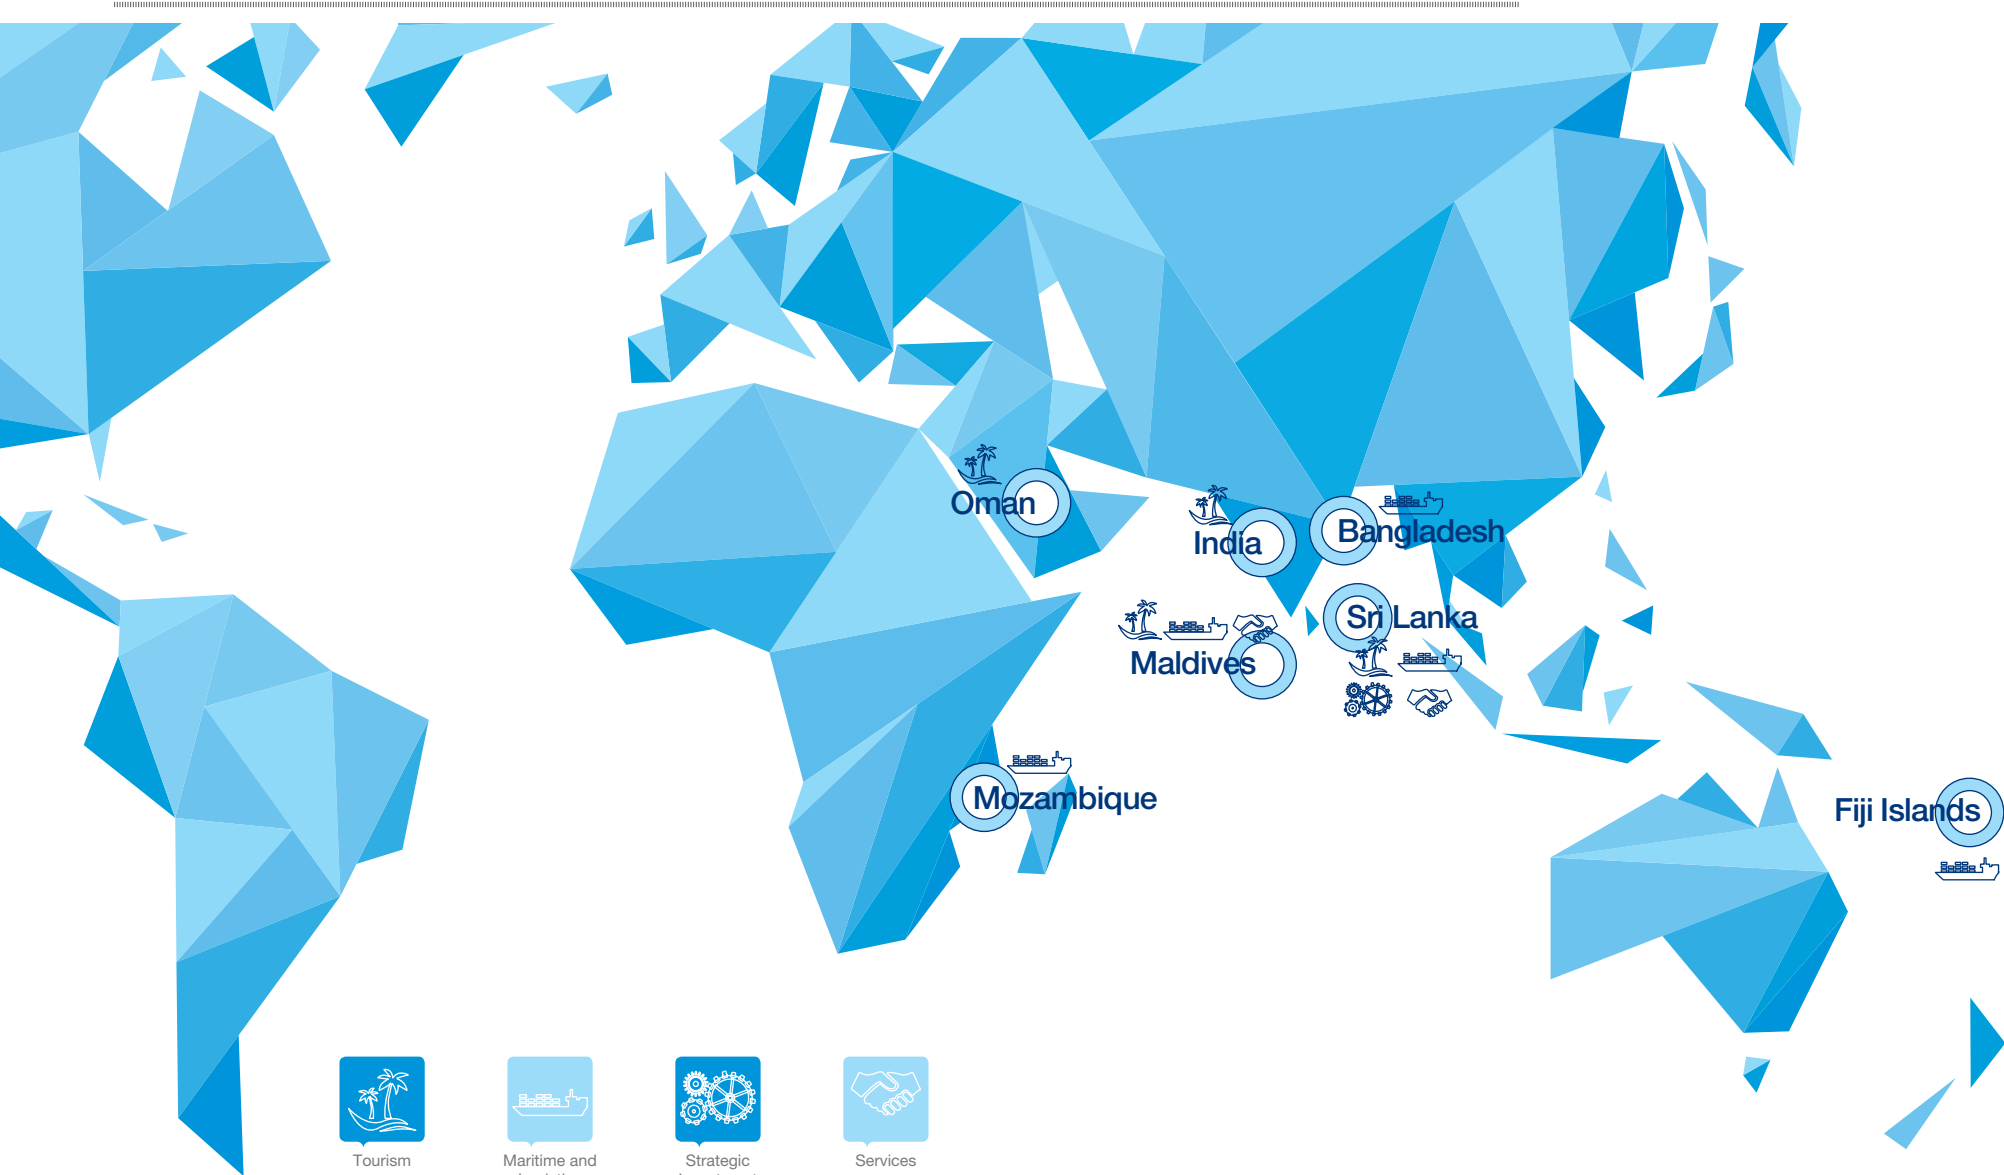 Oman
India
Bangladesh
Sri Lanka
Maldives
Mozambique
Fiji Islands
Tourism
Maritime and
Strategic
Services